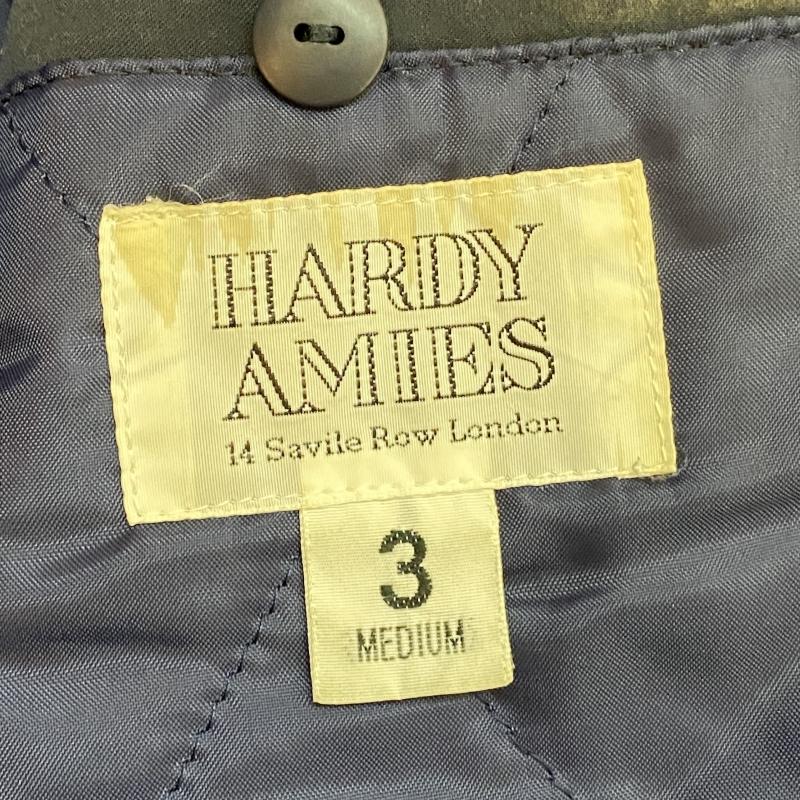 HARDY
AMIES
14 Savile Row London
3
MEDIUM